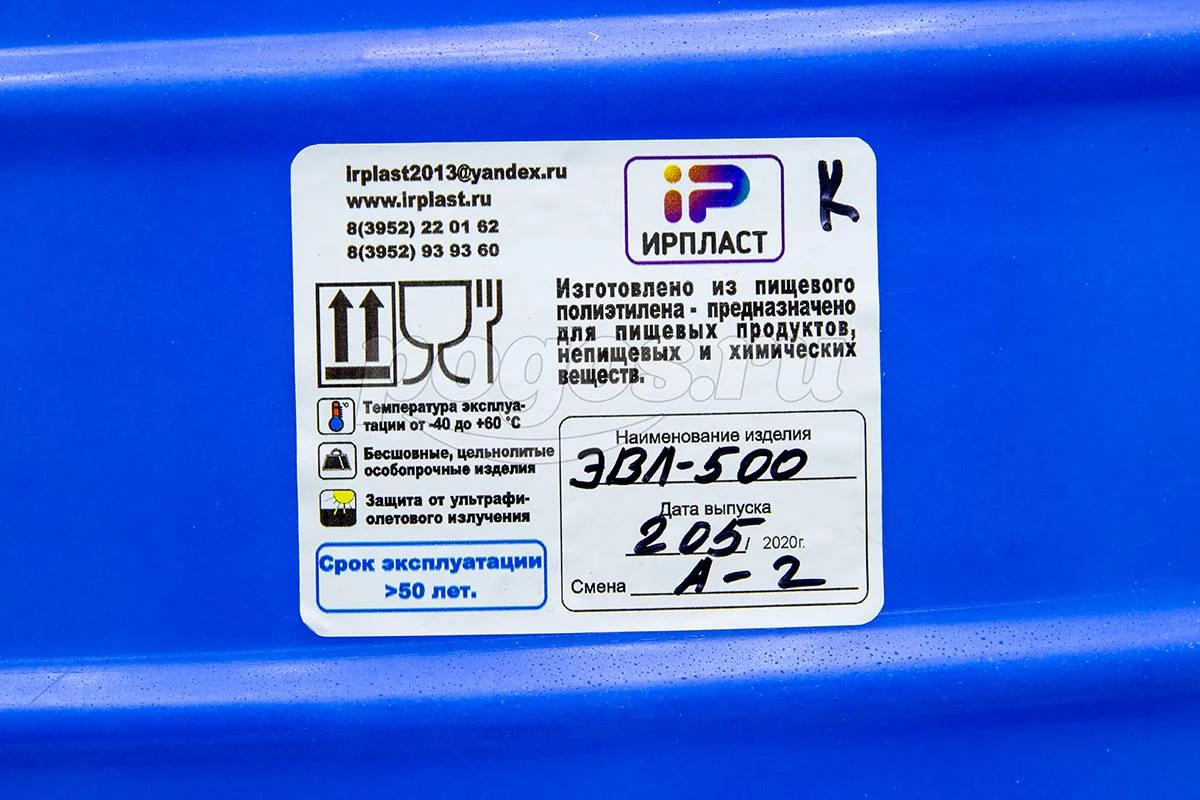 irplast2013@yandex.ru
www.irplast.ru
8(3952) 22 01 62
8(3952) 93 93 60
iP
ИРПЛАСТ
К
Изготовлено из пищевого
полиэтилена - предназначено
для пищевых продуктов,
непищевых и химических
веществ.
pogos.ru
°C
Температура эксплуа-
тации от -40 до +60 °C
Бесшовные, цельнолитые
особопрочные изделия
Защита от ультрафи-
олетового излучения
Срок эксплуатации
>50 лет.
Наименование изделия
ЭВЛ-500
Дата выпуска
205/ 2020г.
Смена А-2